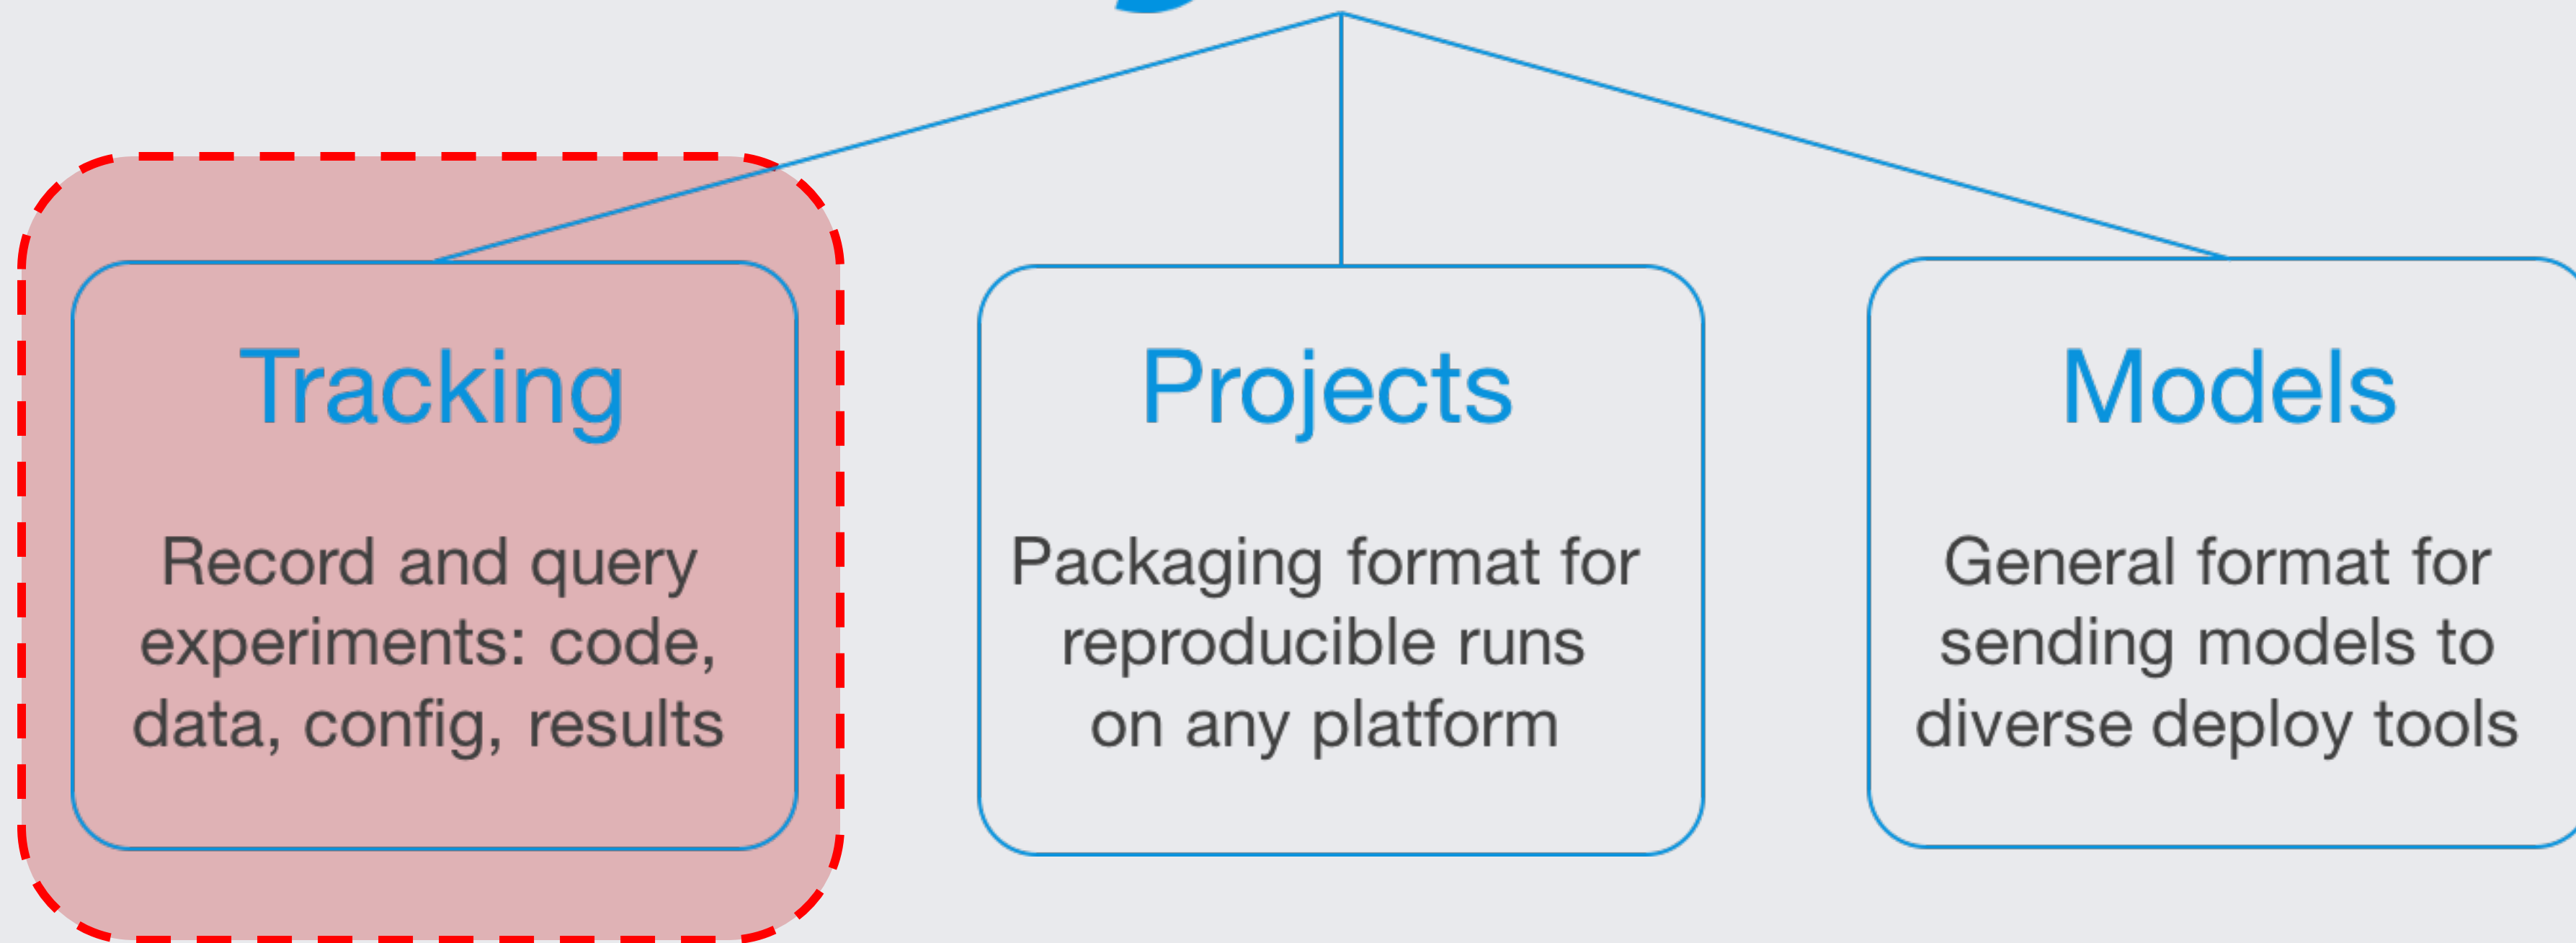 Tracking
Record and query
experiments: code,
data, config, results
Projects
Packaging format for
reproducible runs
on any platform
Models
General format for
sending models to
diverse deploy tools